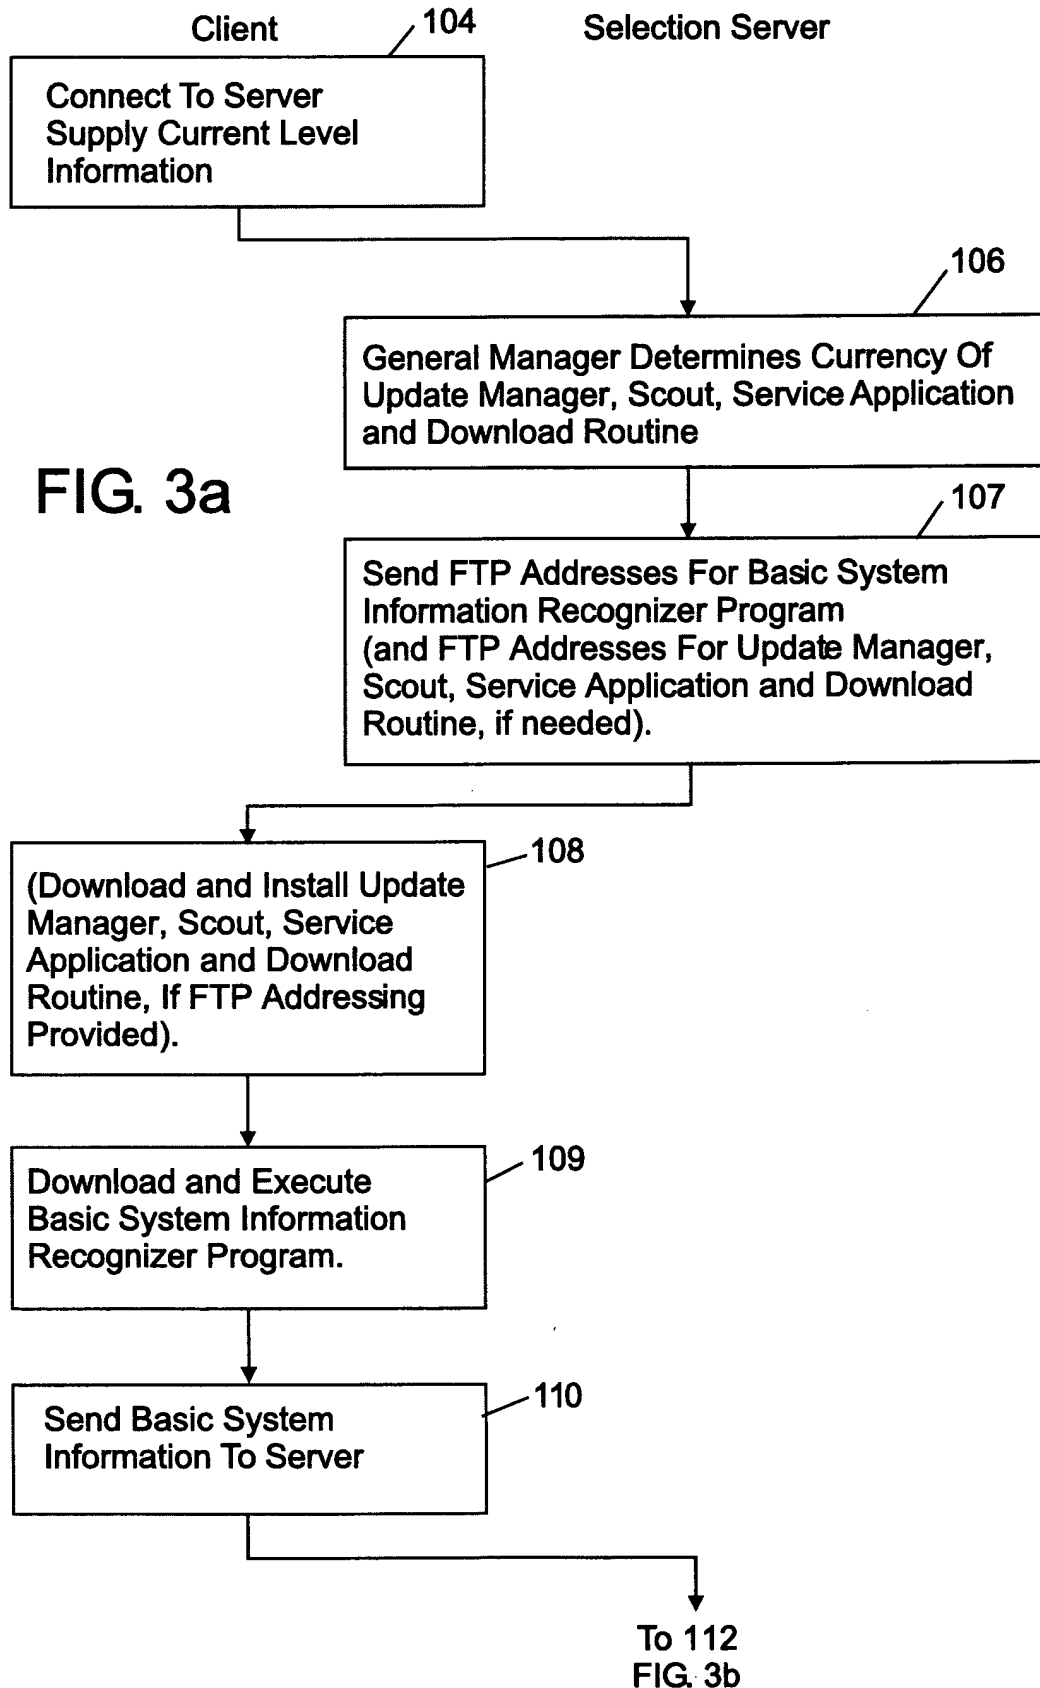 Client
104
Selection Server
Connect To Server
Supply Current Level
Information
106
General Manager Determines Currency Of
Update Manager, Scout, Service Application
and Download Routine
FIG. 3a
107
Send FTP Addresses For Basic System
Information Recognizer Program
(and FTP Addresses For Update Manager,
Scout, Service Application and Download
Routine, if needed).
108
(Download and Install Update
Manager, Scout, Service
Application and Download
Routine, If FTP Addressing
Provided).
109
Download and Execute
Basic System Information
Recognizer Program.
110
Send Basic System
Information To Server
To 112
FIG. 3b